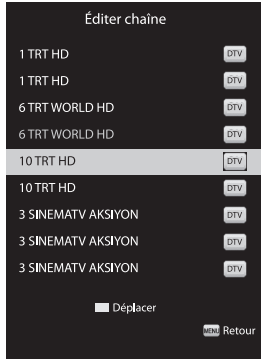 Éditer chaîne
1 TRT HD DTV
1 TRT HD DTV
6 TRT WORLD HD DTV
6 TRT WORLD HD DTV
10 TRT HD DTV
10 TRT HD DTV
3 SINEMATV AKSIYON DTV
3 SINEMATV AKSIYON DTV
3 SINEMATV AKSIYON DTV
Déplacer
MENU Retour